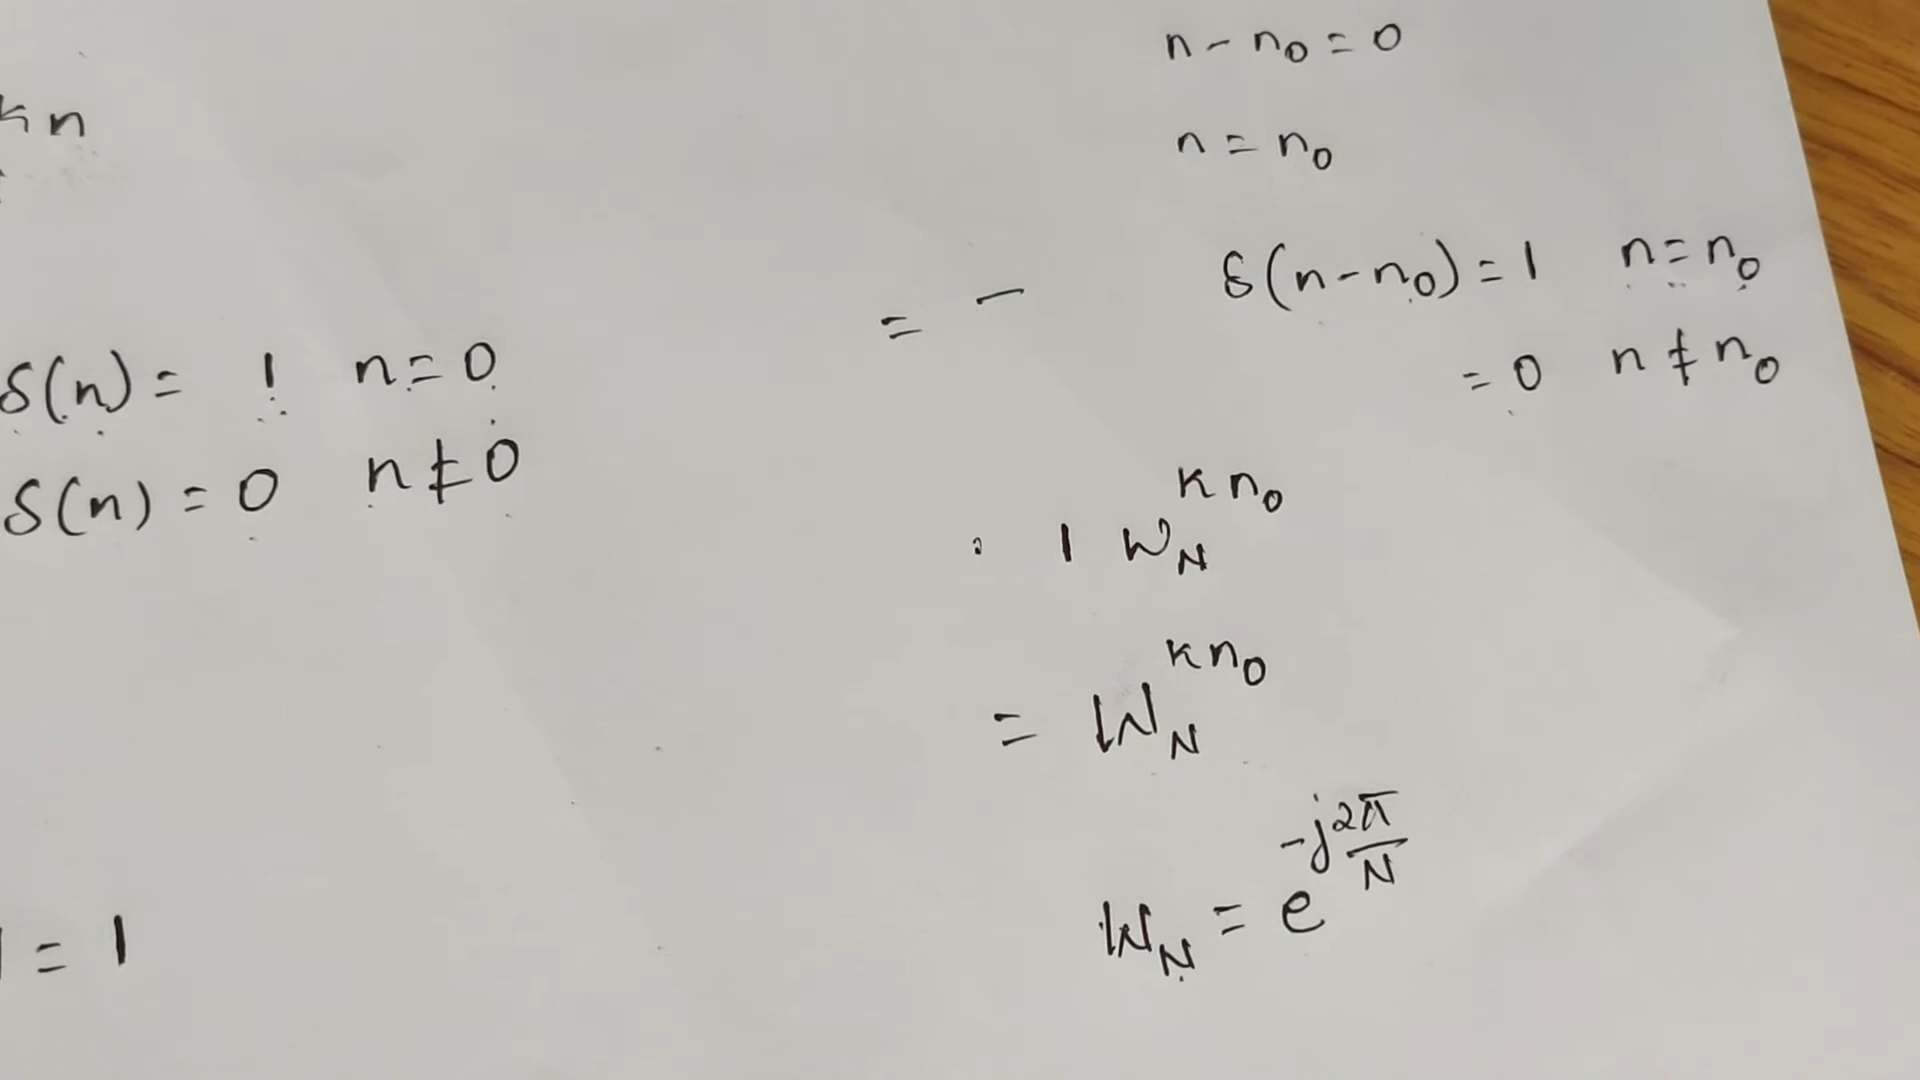 kn
δ(n) = 1 n=0
δ(n) = 0 n≠0
= 1
n - n₀ = 0
n = n₀
= -
δ(n-n₀) = 1 n=n₀
= 0 n≠n₀
1 W_N^{kn₀}
= W_N^{kn₀}
W_N = e^{-j2π/N}